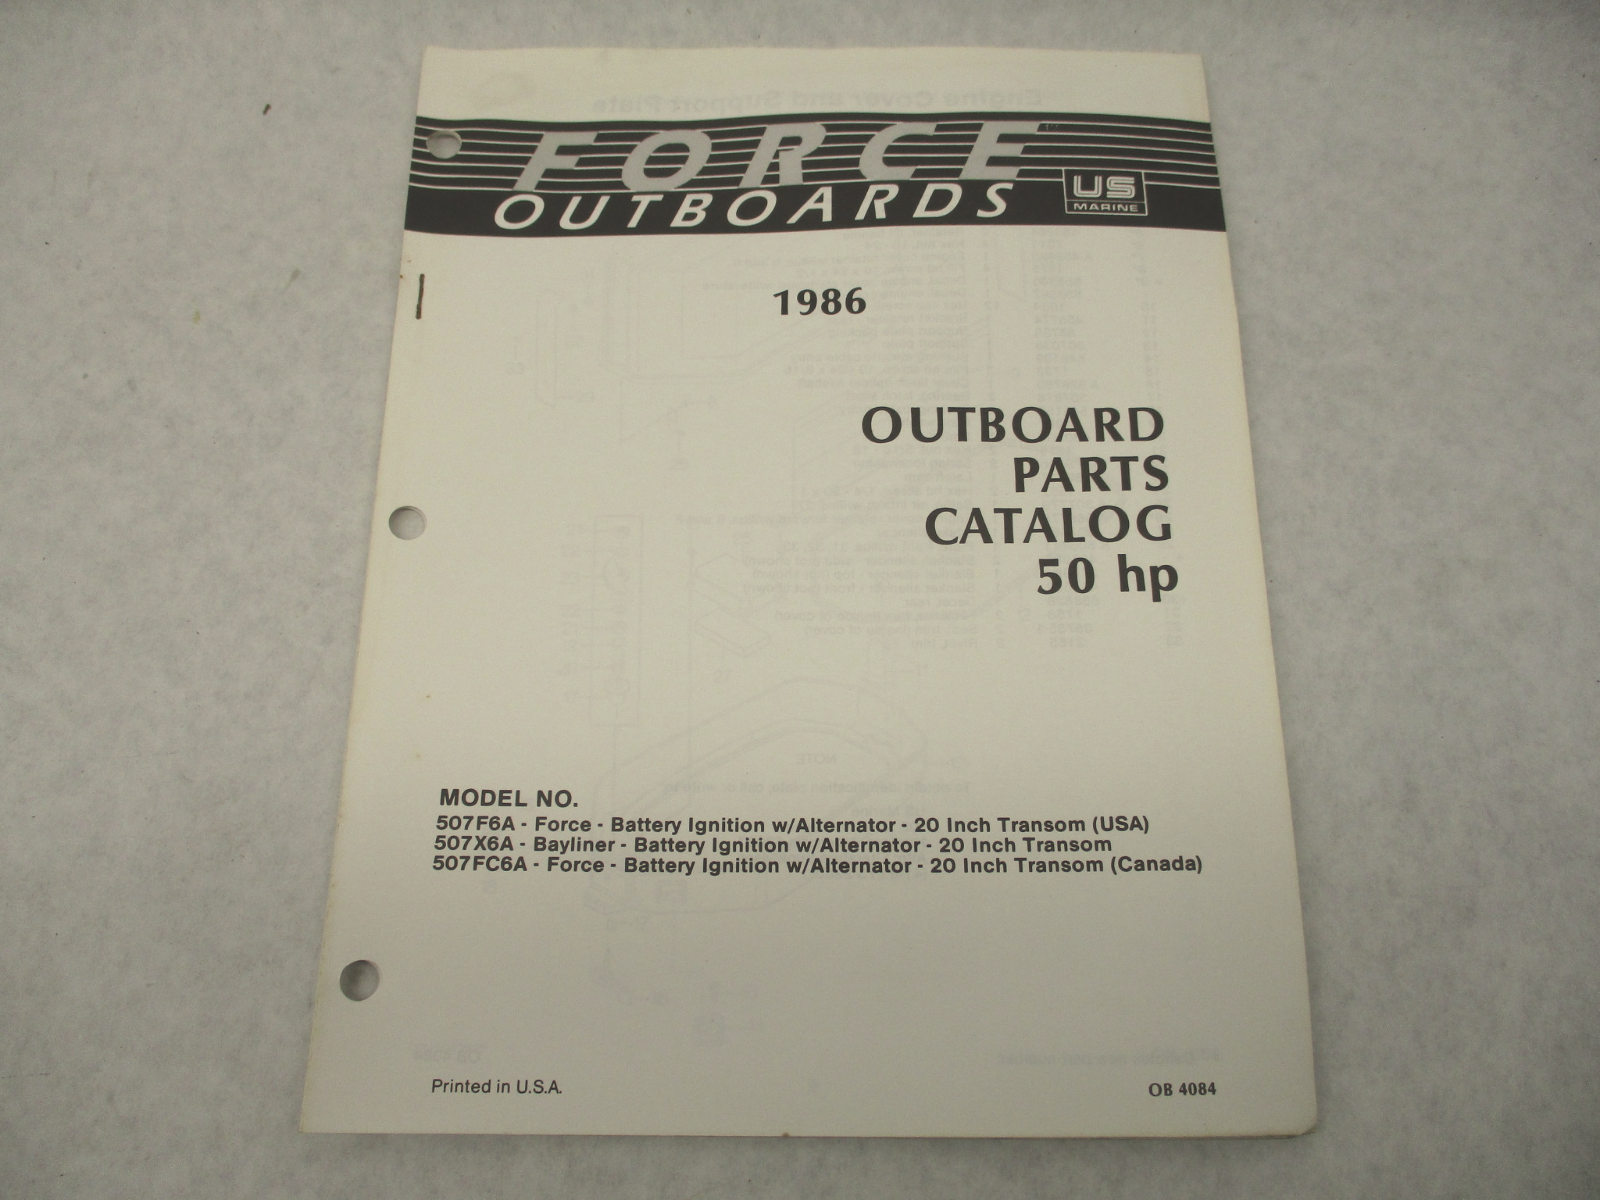 FORCE
OUTBOARDS
US
MARINE
1986
OUTBOARD
PARTS
CATALOG
50 hp
MODEL NO.
507F6A - Force - Battery Ignition w/Alternator - 20 Inch Transom (USA)
507X6A - Bayliner - Battery Ignition w/Alternator - 20 Inch Transom
507FC6A - Force - Battery Ignition w/Alternator - 20 Inch Transom (Canada)
Printed in U.S.A.
OB 4084